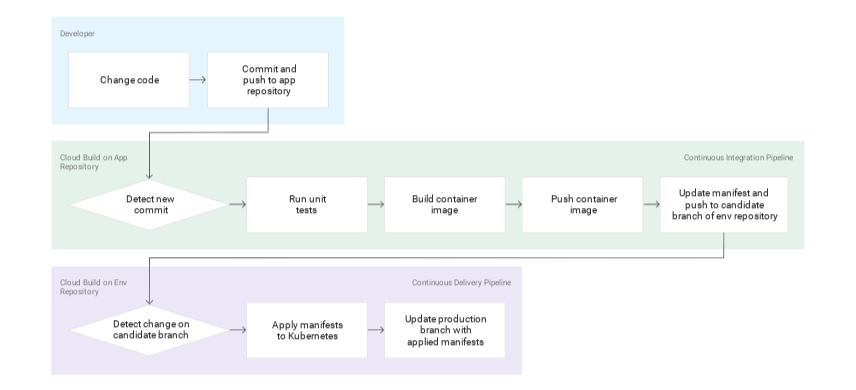 Developer
Change code
Commit and
push to app
repository
Cloud Build on App
Repository
Continuous Integration Pipeline
Detect new
commit
Run unit
tests
Build container
image
Push container
image
Update manifest and
push to candidate
branch of env repository
Cloud Build on Env
Repository
Continuous Delivery Pipeline
Detect change on
candidate branch
Apply manifests
to Kubernetes
Update production
branch with
applied manifests